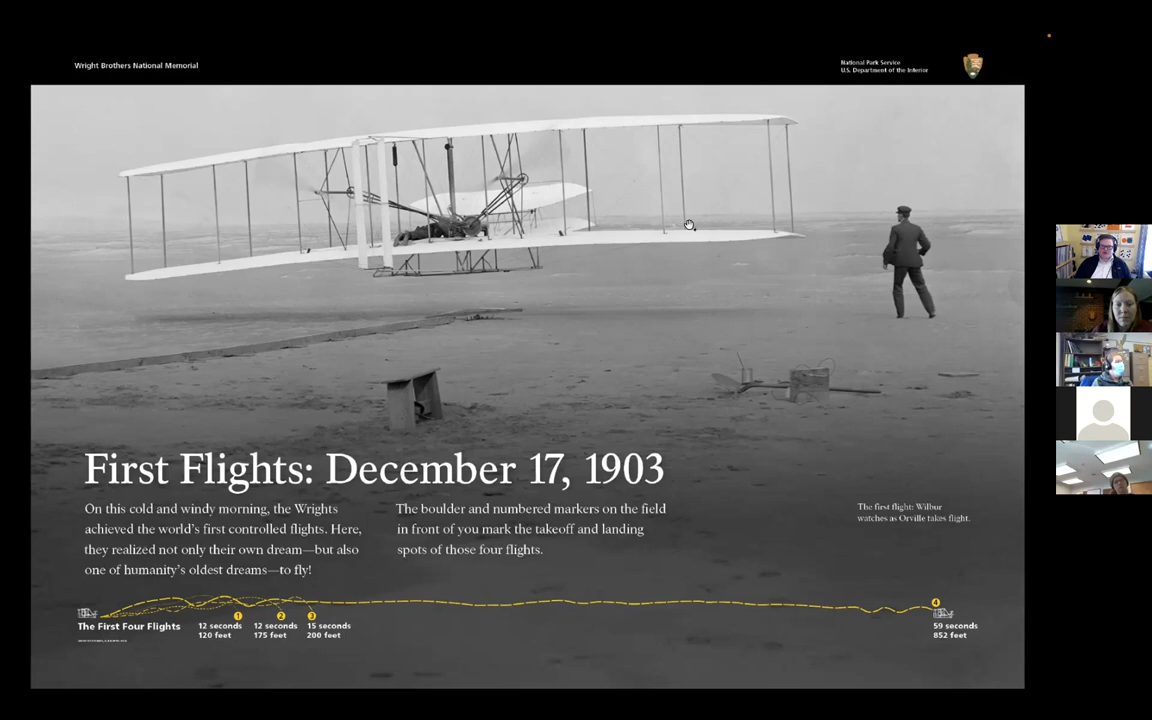 Wright Brothers National Memorial
National Park Service
U.S. Department of the Interior
First Flights: December 17, 1903
On this cold and windy morning, the Wrights
achieved the world's first controlled flights. Here,
they realized not only their own dream—but also
one of humanity's oldest dreams—to fly!
The boulder and numbered markers on the field
in front of you mark the takeoff and landing
spots of those four flights.
The first flight: Wilbur
watches as Orville takes flight.
The First Four Flights
1
12 seconds
120 feet
2
12 seconds
175 feet
3
15 seconds
200 feet
4
59 seconds
852 feet